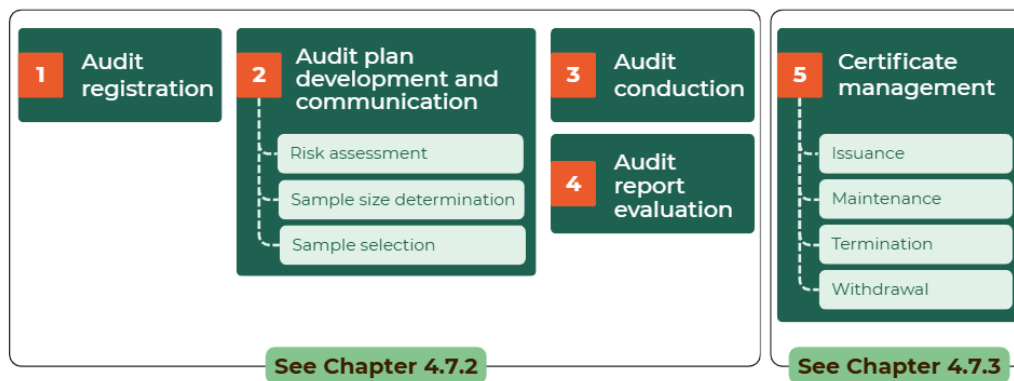 1
Audit
registration
2
Audit plan
development and
communication
Risk assessment
Sample size determination
Sample selection
3
Audit
conduction
4
Audit
report
evaluation
See Chapter 4.7.2
5
Certificate
management
Issuance
Maintenance
Termination
Withdrawal
See Chapter 4.7.3